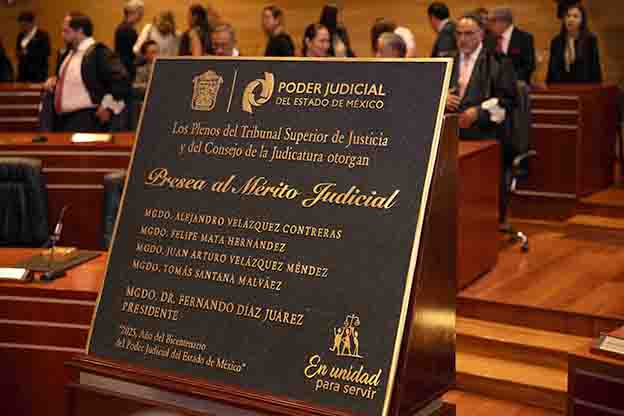 PODER JUDICIAL
DEL ESTADO DE MÉXICO
Los Plenos del Tribunal Superior de Justicia
y del Consejo de la Judicatura otorgan
Presea al Mérito Judicial
MGDO. ALEJANDRO VELÁZQUEZ CONTRERAS
MGDO. FELIPE MATA HERNÁNDEZ
MGDO. JUAN ARTURO VELÁZQUEZ MÉNDEZ
MGDO. TOMÁS SANTANA MALVÁEZ
MGDO. DR. FERNANDO DÍAZ JUÁREZ
PRESIDENTE
"2025, Año del Bicentenario
del Poder Judicial del Estado de México"
En unidad
para servir